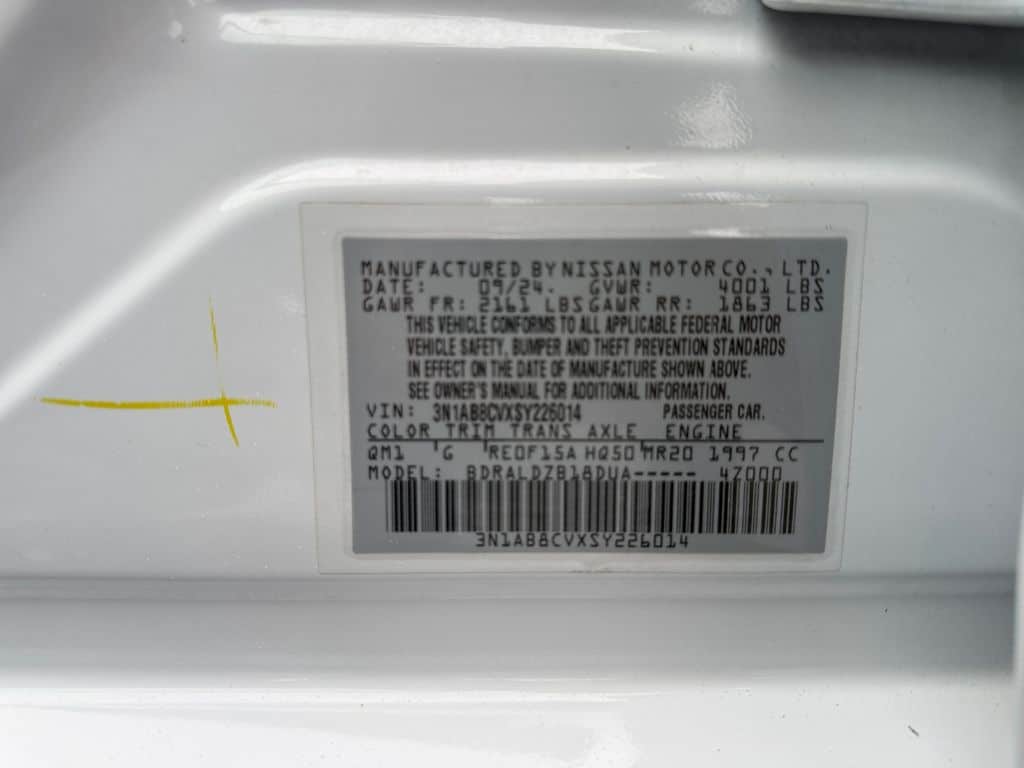 MANUFACTURED BY NISSAN MOTOR CO., LTD.
DATE: 09/24. GVWR: 4001 LBS
GAWR FR: 2161 LBS GAWR RR: 1863 LBS
THIS VEHICLE CONFORMS TO ALL APPLICABLE FEDERAL MOTOR
VEHICLE SAFETY, BUMPER AND THEFT PREVENTION STANDARDS
IN EFFECT ON THE DATE OF MANUFACTURE SHOWN ABOVE.
SEE OWNER'S MANUAL FOR ADDITIONAL INFORMATION.
VIN: 3N1AB8CVXSY226014 PASSENGER CAR.
COLOR TRIM TRANS AXLE ENGINE
QM1 G RE0F15A HQ50 MR20 1997 CC
MODEL: BDRALDZB18DUA----- 4Z000
3N1AB8CVXSY226014